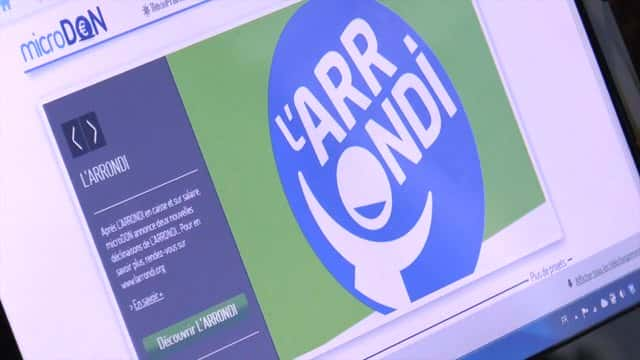 microDON
L'ARRONDI
L'ARR
ONDI
Après L'ARRONDI en caisse et sur salaire,
microDON annonce deux nouvelles
déclinaisons de L'ARRONDI. Pour en
savoir plus, rendez-vous sur
www.larrondi.org
> En savoir +
Découvrir L'ARRONDI
Plus de projets
Afficher tous les téléchargements
FR